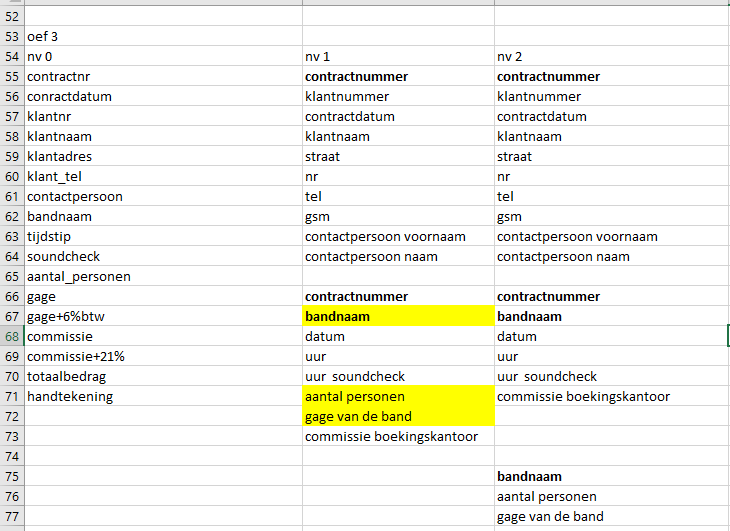 52
53 oef 3
54 nv 0 nv 1 nv 2
55 contractnr contractnummer contractnummer
56 conractdatum klantnummer klantnummer
57 klantnr contractdatum contractdatum
58 klantnaam klantnaam klantnaam
59 klantadres straat straat
60 klant_tel nr nr
61 contactpersoon tel tel
62 bandnaam gsm gsm
63 tijdstip contactpersoon voornaam contactpersoon voornaam
64 soundcheck contactpersoon naam contactpersoon naam
65 aantal_personen
66 gage contractnummer contractnummer
67 gage+6%btw bandnaam bandnaam
68 commissie datum datum
69 commissie+21% uur uur
70 totaalbedrag uur soundcheck uur soundcheck
71 handtekening aantal personen commissie boekingskantoor
72 gage van de band
73 commissie boekingskantoor
74
75 bandnaam
76 aantal personen
77 gage van de band